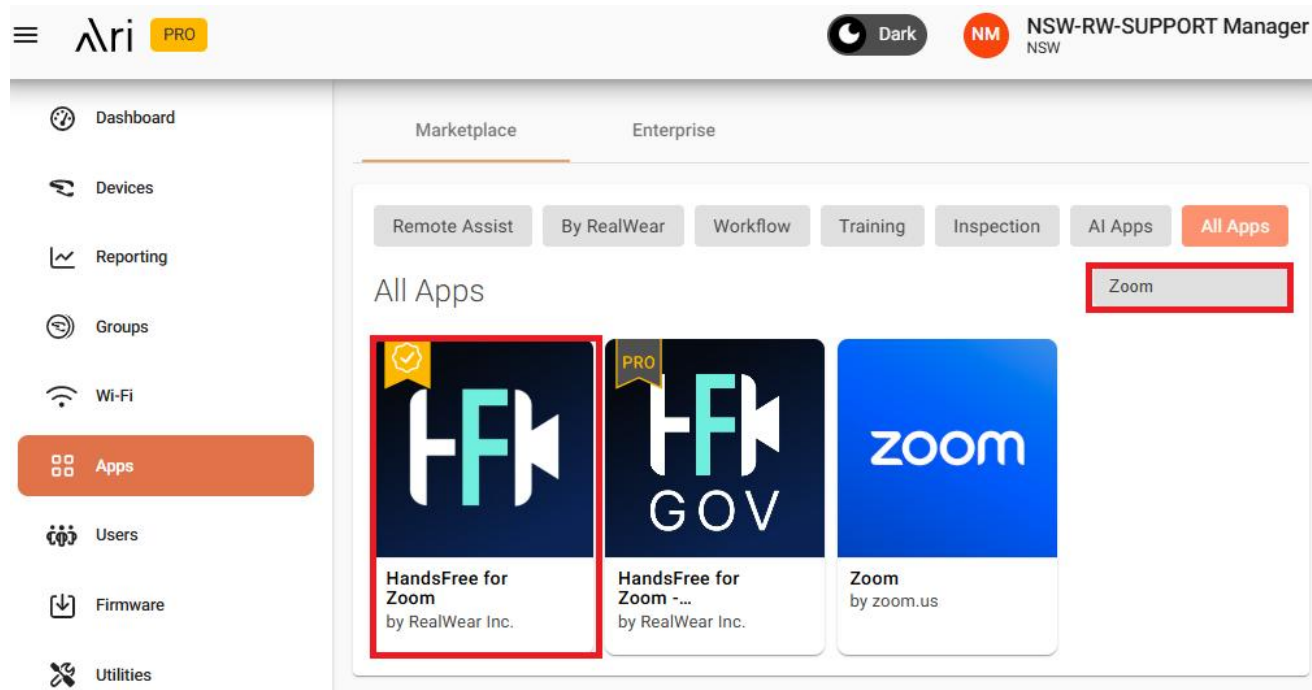 Ari PRO
Dark
NM
NSW-RW-SUPPORT Manager
NSW
Dashboard
Devices
Reporting
Groups
Wi-Fi
Apps
Users
Firmware
Utilities
Marketplace Enterprise
Remote Assist By RealWear Workflow Training Inspection AI Apps All Apps
All Apps
Zoom
HF
HandsFree for
Zoom
by RealWear Inc.
PRO
HF
GOV
HandsFree for
Zoom -...
by RealWear Inc.
zoom
Zoom
by zoom.us